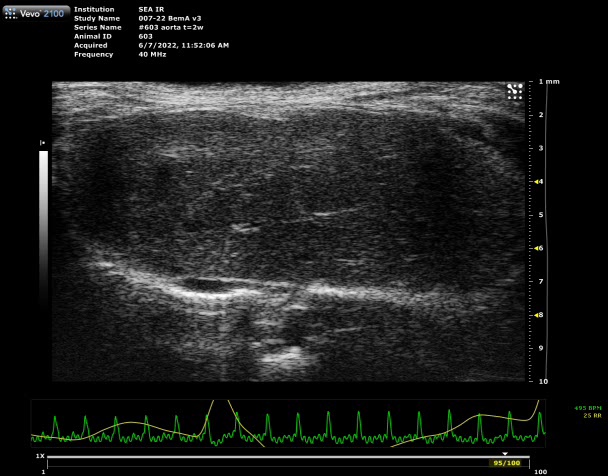 Vevo 2100
Institution SEA IR
Study Name 007-22 BemA v3
Series Name #603 aorta t=2w
Animal ID 603
Acquired 6/7/2022, 11:52:06 AM
Frequency 40 MHz
1 mm
2
3
4
5
6
7
8
9
10
495 BPM
25 RR
1X
95/100
1 100